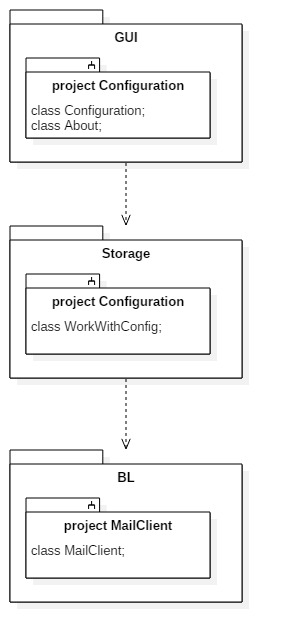 GUI
project Configuration
class Configuration;
class About;
Storage
project Configuration
class WorkWithConfig;
BL
project MailClient
class MailClient;